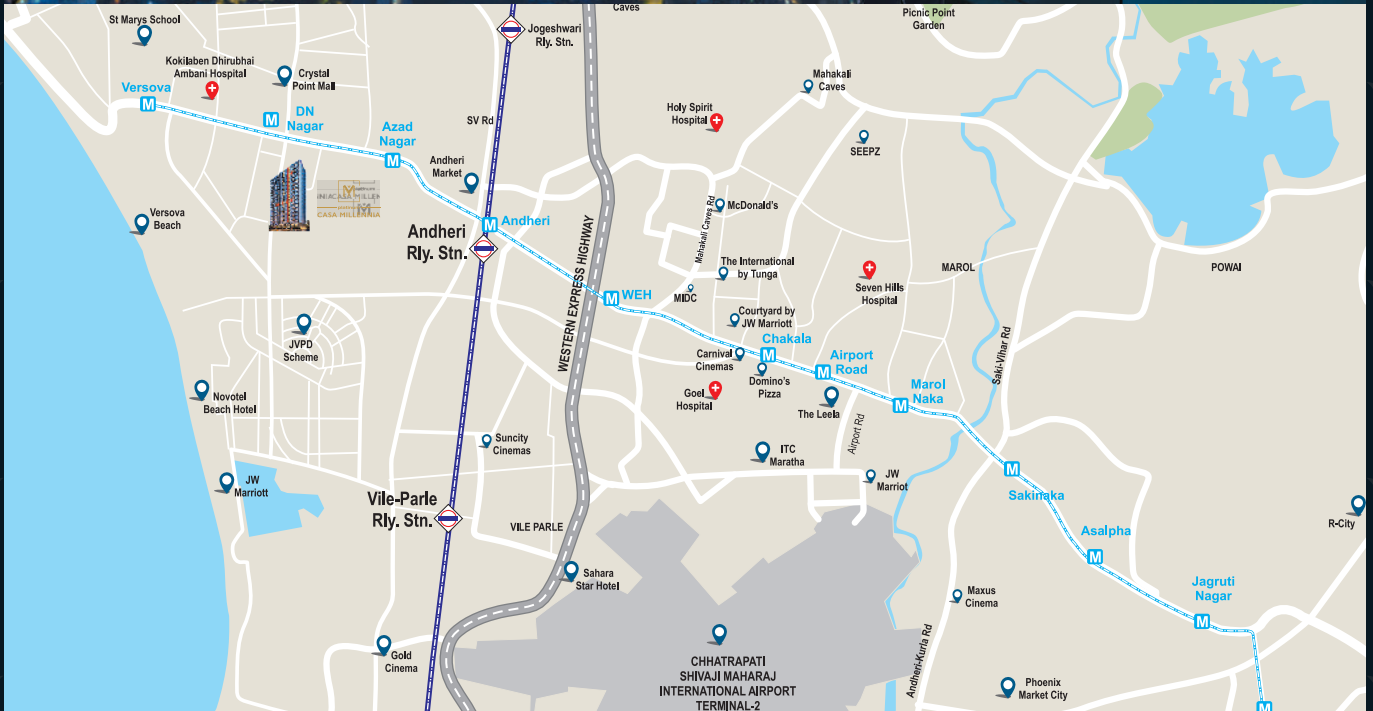 Caves
Picnic Point
Garden
St Marys School
Jogeshwari
Rly. Stn.
Kokilaben Dhirubhai
Ambani Hospital
Crystal
Point Mall
Mahakali
Caves
Versova
M
M
DN
Nagar
Holy Spirit
Hospital
SV Rd
Azad
Nagar
M
SEEPZ
Andheri
Market
CASA MILLENNIA
McDonald's
Mahakali Caves Rd
Versova
Beach
M
Andheri
Andheri
Rly. Stn.
WESTERN EXPRESS HIGHWAY
The International
by Tunga
MAROL
POWAI
Seven Hills
Hospital
MIDC
M
WEH
Courtyard by
JW Marriott
JVPD
Scheme
Chakala
M
Carnival
Cinemas
Airport
Road
M
Saki-Vihar Rd
Domino's
Pizza
Marol
Naka
M
Novotel
Beach Hotel
Goel
Hospital
The Leela
Airport Rd
Suncity
Cinemas
ITC
Maratha
M
Sakinaka
JW
Marriott
JW
Marriot
Vile-Parle
Rly. Stn.
VILE PARLE
R-City
Asalpha
M
Sahara
Star Hotel
Maxus
Cinema
Jagruti
Nagar
M
Gold
Cinema
Andheri-Kurla Rd
CHHATRAPATI
SHIVAJI MAHARAJ
INTERNATIONAL AIRPORT
TERMINAL-2
Phoenix
Market City
M